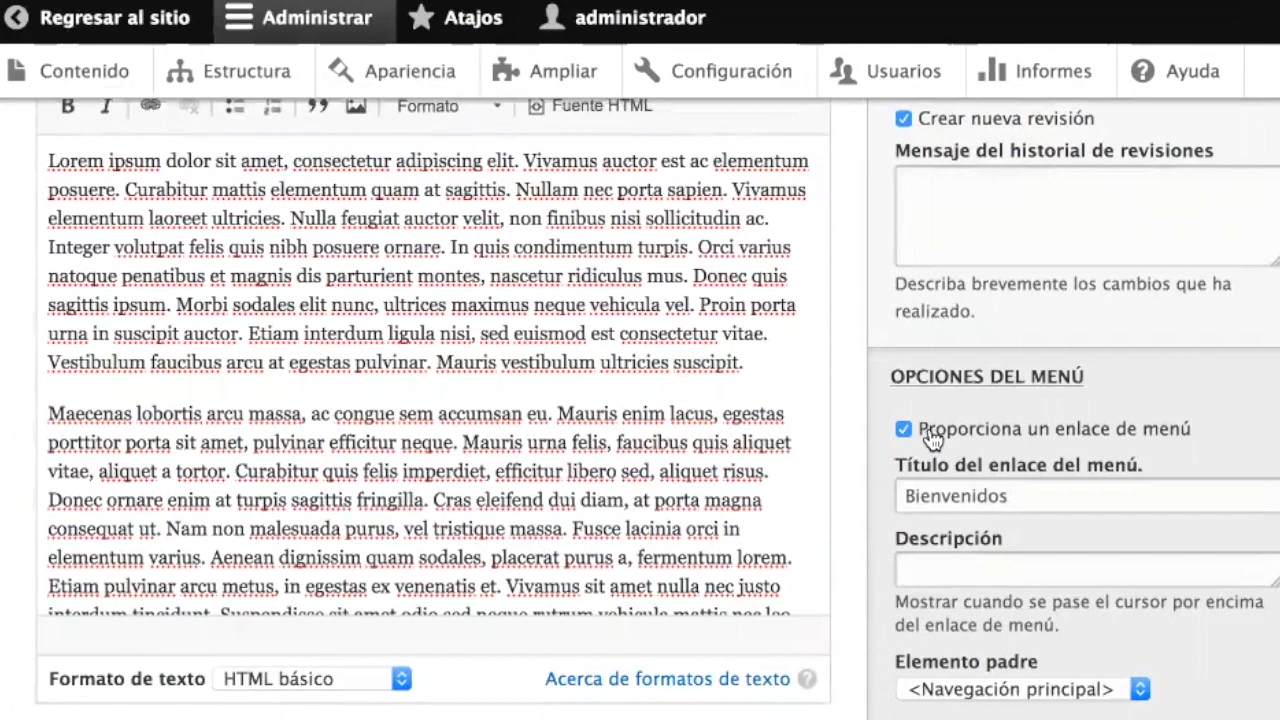 Regresar al sitio Administrar Atajos administrador
Contenido Estructura Apariencia Ampliar Configuración Usuarios Informes Ayuda
B I Formato Fuente HTML
Lorem ipsum dolor sit amet, consectetur adipiscing elit. Vivamus auctor est ac elementum
posuere. Curabitur mattis elementum quam at sagittis. Nullam nec porta sapien. Vivamus
elementum laoreet ultricies. Nulla feugiat auctor velit, non finibus nisi sollicitudin ac.
Integer volutpat felis quis nibh posuere ornare. In quis condimentum turpis. Orci varius
natoque penatibus et magnis dis parturient montes, nascetur ridiculus mus. Donec quis
sagittis ipsum. Morbi sodales elit nunc, ultrices maximus neque vehicula vel. Proin porta
urna in suscipit auctor. Etiam interdum ligula nisi, sed euismod est consectetur vitae.
Vestibulum faucibus arcu at egestas pulvinar. Mauris vestibulum ultricies suscipit.
Maecenas lobortis arcu massa, ac congue sem accumsan eu. Mauris enim lacus, egestas
porttitor porta sit amet, pulvinar efficitur neque. Mauris urna felis, faucibus quis aliquet
vitae, aliquet a tortor. Curabitur quis felis imperdiet, efficitur libero sed, aliquet risus.
Donec ornare enim at turpis sagittis fringilla. Cras eleifend dui diam, at porta magna
consequat ut. Nam non malesuada purus, vel tristique massa. Fusce lacinia orci in
elementum varius. Aenean dignissim quam sodales, placerat purus a, fermentum lorem.
Etiam pulvinar arcu metus, in egestas ex venenatis et. Vivamus sit amet nulla nec justo
interdum tincidunt. Suspendisse sit amet odio sed neque rutrum vehicula mattis nec leo
Formato de texto HTML básico Acerca de formatos de texto ?
Crear nueva revisión
Mensaje del historial de revisiones
Describa brevemente los cambios que ha
realizado.
OPCIONES DEL MENÚ
Proporciona un enlace de menú
Título del enlace del menú.
Bienvenidos
Descripción
Mostrar cuando se pase el cursor por encima
del enlace de menú.
Elemento padre
<Navegación principal>